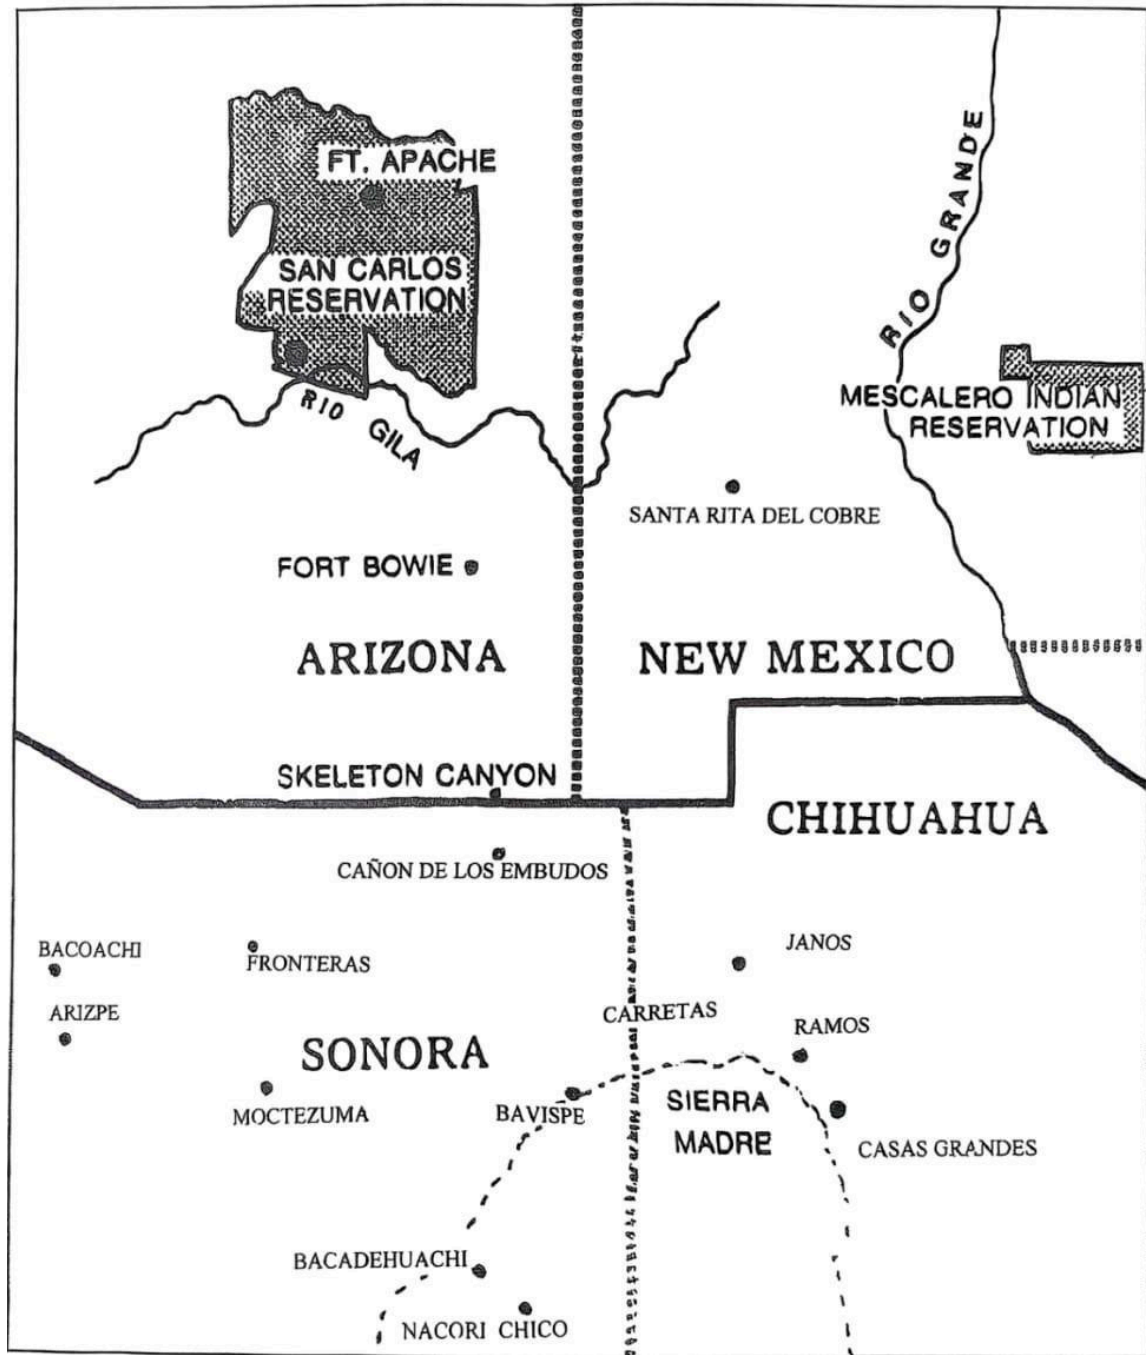 FT. APACHE
SAN CARLOS
RESERVATION
RIO GRANDE
RIO
GILA
MESCALERO INDIAN
RESERVATION
SANTA RITA DEL COBRE
FORT BOWIE
ARIZONA
NEW MEXICO
SKELETON CANYON
CHIHUAHUA
CAÑON DE LOS EMBUDOS
BACOACHI
FRONTERAS
JANOS
ARIZPE
CARRETAS
RAMOS
SONORA
MOCTEZUMA
BAVISPE
SIERRA
MADRE
CASAS GRANDES
BACADEHUACHI
NACORI CHICO